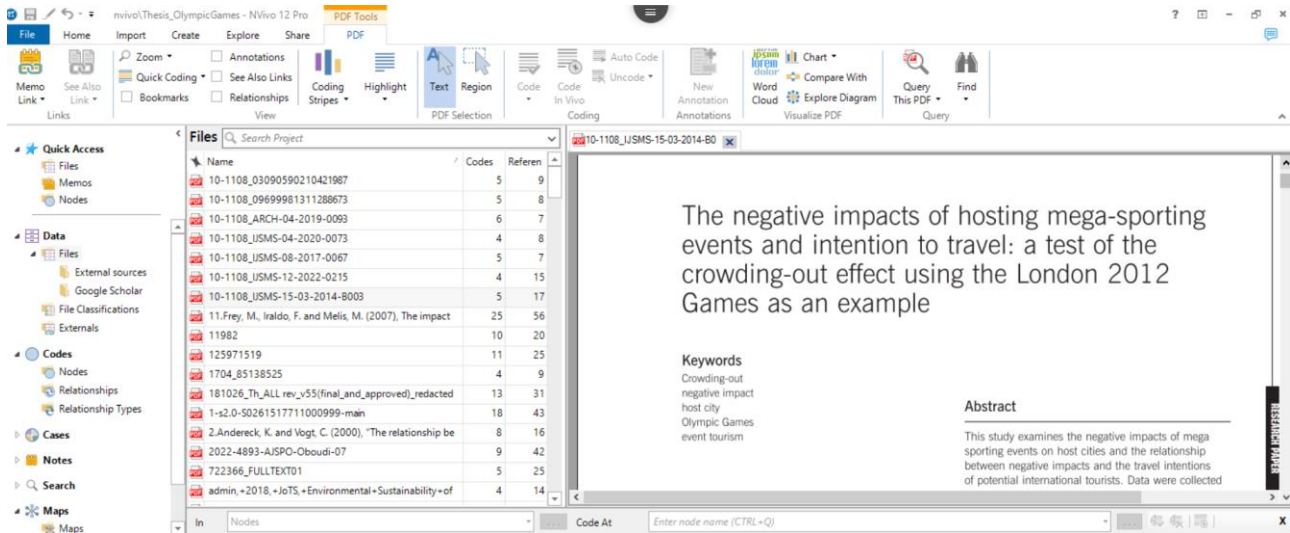 nvivo\Thesis_OlympicGames - NVivo 12 Pro
PDF Tools
File Home Import Create Explore Share PDF
Memo Link
See Also Link
Links
Zoom
Quick Coding
Bookmarks
Annotations
See Also Links
Relationships
Coding Stripes
Highlight
View
Text
Region
PDF Selection
Code
Code In Vivo
Auto Code
Uncode
Coding
New Annotation
Annotations
Word Cloud
Chart
Compare With
Explore Diagram
Visualize PDF
Query This PDF
Find
Query
Quick Access
Files
Memos
Nodes
Data
Files
External sources
Google Scholar
File Classifications
Externals
Codes
Nodes
Relationships
Relationship Types
Cases
Notes
Search
Maps
Maps
Files Search Project
Name Codes Referen
10-1108_03090590210421987 5 9
10-1108_09699981311288673 5 8
10-1108_ARCH-04-2019-0093 6 7
10-1108_IJSMS-04-2020-0073 4 8
10-1108_IJSMS-08-2017-0067 5 7
10-1108_IJSMS-12-2022-0215 4 15
10-1108_IJSMS-15-03-2014-B003 5 17
11.Frey, M., Iraldo, F. and Melis, M. (2007), The impact 25 56
11982 10 20
125971519 11 25
1704_85138525 4 9
181026_Th_ALL rev_v55(final_and_approved)_redacted 13 31
1-s2.0-S0261517711000999-main 18 43
2.Andereck, K. and Vogt, C. (2000), "The relationship be 8 16
2022-4893-AJSPO-Oboudi-07 9 42
722366_FULLTEXT01 5 25
admin,+2018,+JoTS,+Environmental+Sustainability+of 4 14
10-1108_IJSMS-15-03-2014-B0
The negative impacts of hosting mega-sporting
events and intention to travel: a test of the
crowding-out effect using the London 2012
Games as an example
Keywords
Crowding-out
negative impact
host city
Olympic Games
event tourism
Abstract
This study examines the negative impacts of mega
sporting events on host cities and the relationship
between negative impacts and the travel intentions
of potential international tourists. Data were collected
RESEARCH PAPER
In Nodes ... Code At Enter node name (CTRL+Q) ... X